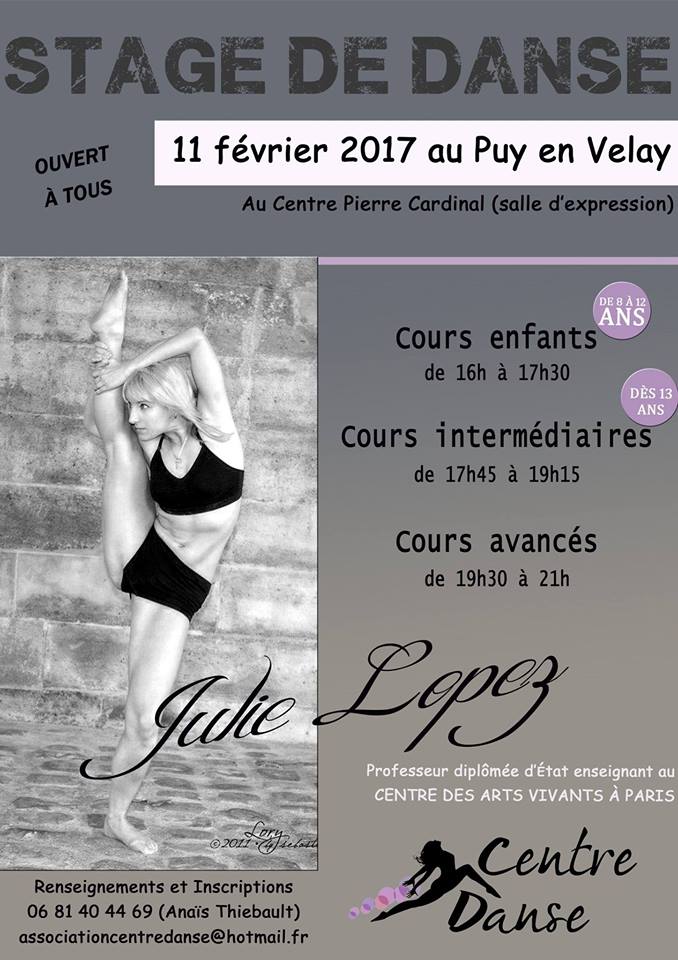 STAGE DE DANSE
OUVERT
À TOUS
11 février 2017 au Puy en Velay
Au Centre Pierre Cardinal (salle d'expression)
DE 8 À 12
ANS
Cours enfants
de 16h à 17h30
DÈS 13
ANS
Cours intermédiaires
de 17h45 à 19h15
Cours avancés
de 19h30 à 21h
Julie Lopez
Professeur diplômée d'État enseignant au
CENTRE DES ARTS VIVANTS À PARIS
Lory
©2011
Centre
Danse
Renseignements et Inscriptions
06 81 40 44 69 (Anaïs Thiebault)
associationcentredanse@hotmail.fr